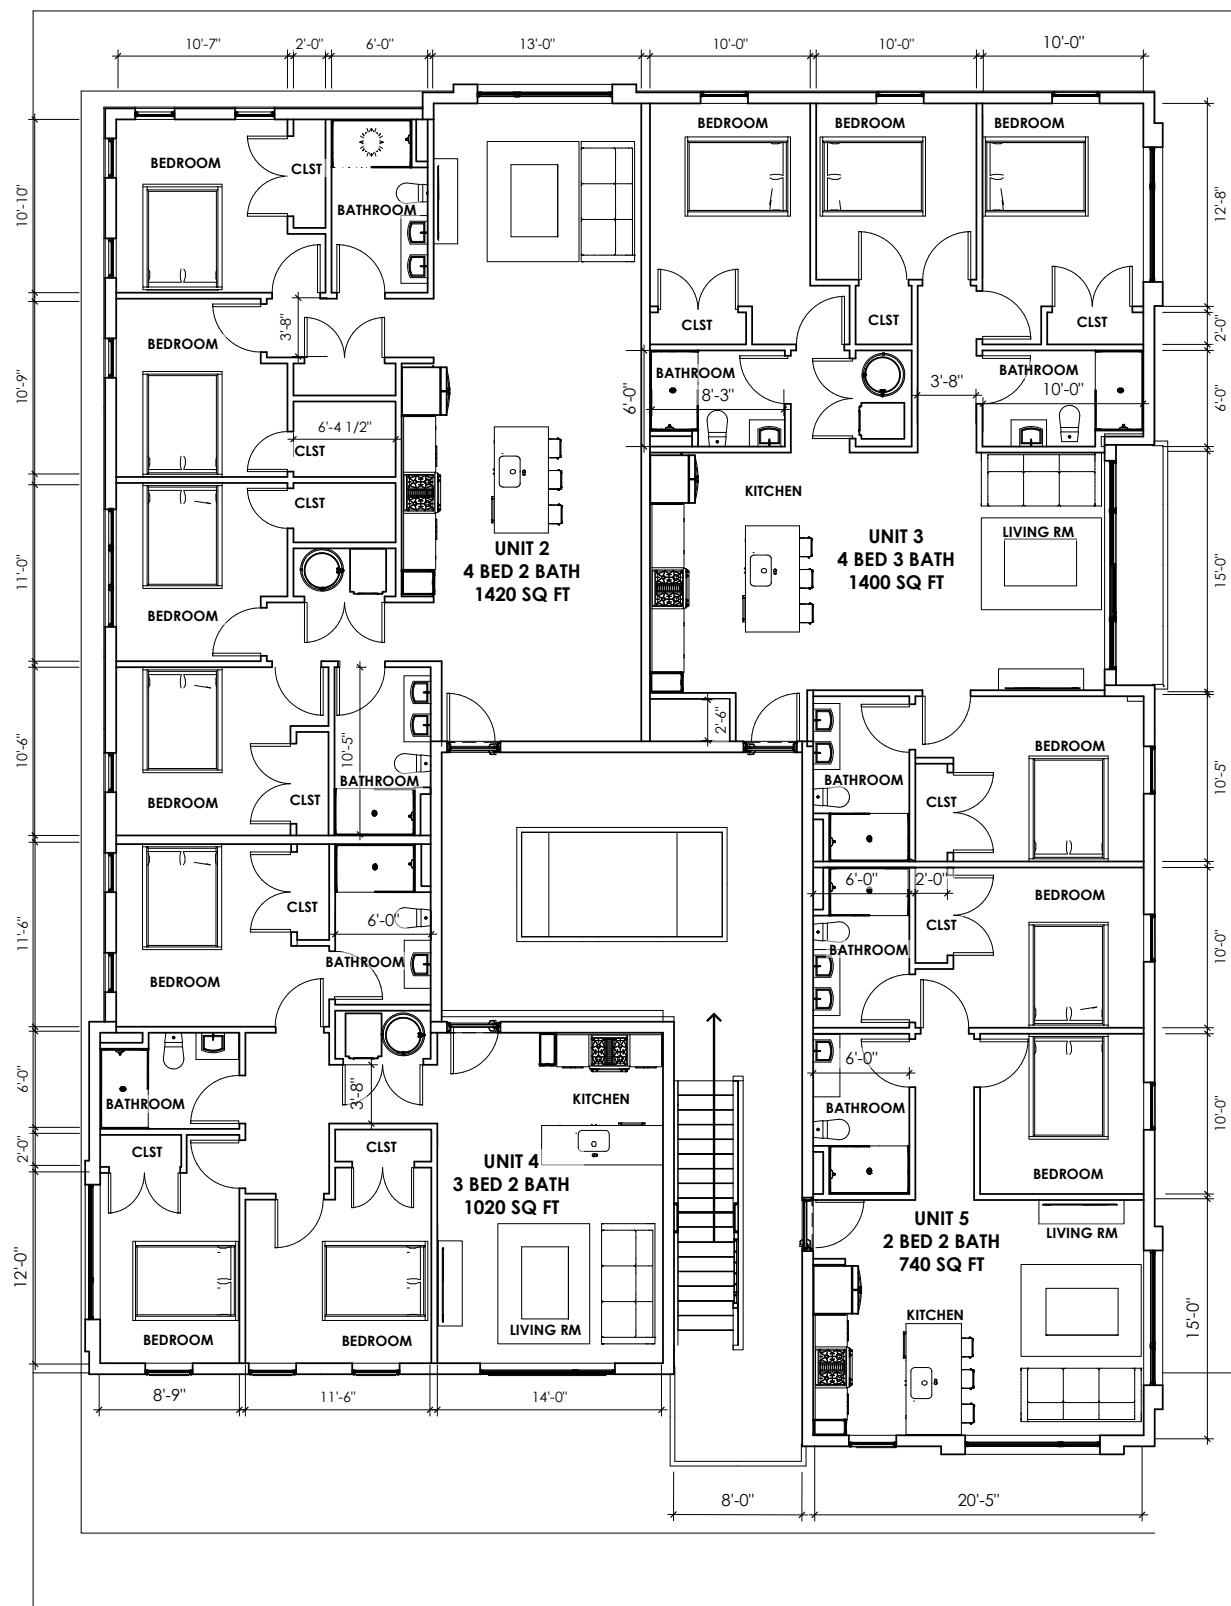 10'-7"
2'-0"
6'-0"
13'-0"
10'-0"
10'-0"
10'-0"
BEDROOM
CLST
BATHROOM
BEDROOM
BEDROOM
BEDROOM
10'-10"
12'-8"
3'-8"
BEDROOM
CLST
CLST
CLST
2'-0"
10'-9"
6'-4 1/2"
CLST
6'-0"
BATHROOM
8'-3"
3'-8"
BATHROOM
10'-0"
6'-0"
CLST
KITCHEN
11'-0"
UNIT 2
4 BED 2 BATH
1420 SQ FT
UNIT 3
4 BED 3 BATH
1400 SQ FT
LIVING RM
15'-0"
BEDROOM
2'-6"
10'-6"
10'-5"
BATHROOM
BEDROOM
CLST
BEDROOM
BATHROOM
CLST
10'-5"
6'-0"
2'-0"
BEDROOM
11'-6"
CLST
6'-0"
BATHROOM
BEDROOM
CLST
BATHROOM
10'-0"
6'-0"
3'-8"
BATHROOM
KITCHEN
6'-0"
BATHROOM
10'-0"
BEDROOM
2'-0"
CLST
CLST
UNIT 4
3 BED 2 BATH
1020 SQ FT
UNIT 5
2 BED 2 BATH
740 SQ FT
LIVING RM
12'-0"
BEDROOM
BEDROOM
LIVING RM
KITCHEN
15'-0"
8'-9"
11'-6"
14'-0"
8'-0"
20'-5"